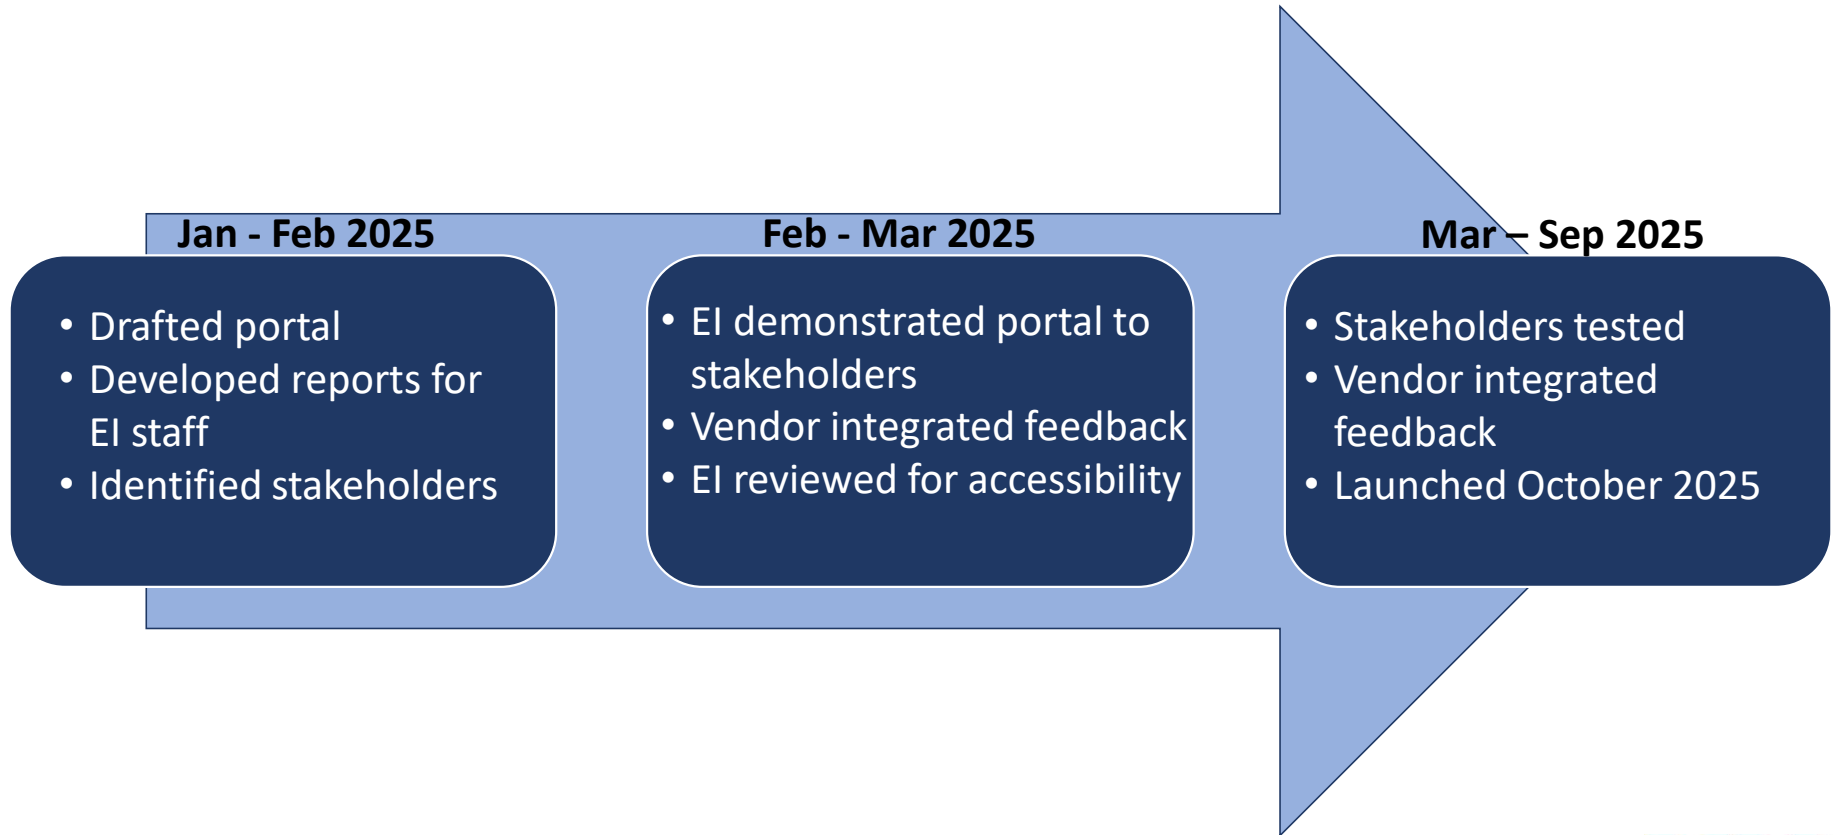 Jan - Feb 2025
• Drafted portal
• Developed reports for
EI staff
• Identified stakeholders
Feb - Mar 2025
• EI demonstrated portal to
stakeholders
• Vendor integrated feedback
• EI reviewed for accessibility
Mar – Sep 2025
• Stakeholders tested
• Vendor integrated
feedback
• Launched October 2025